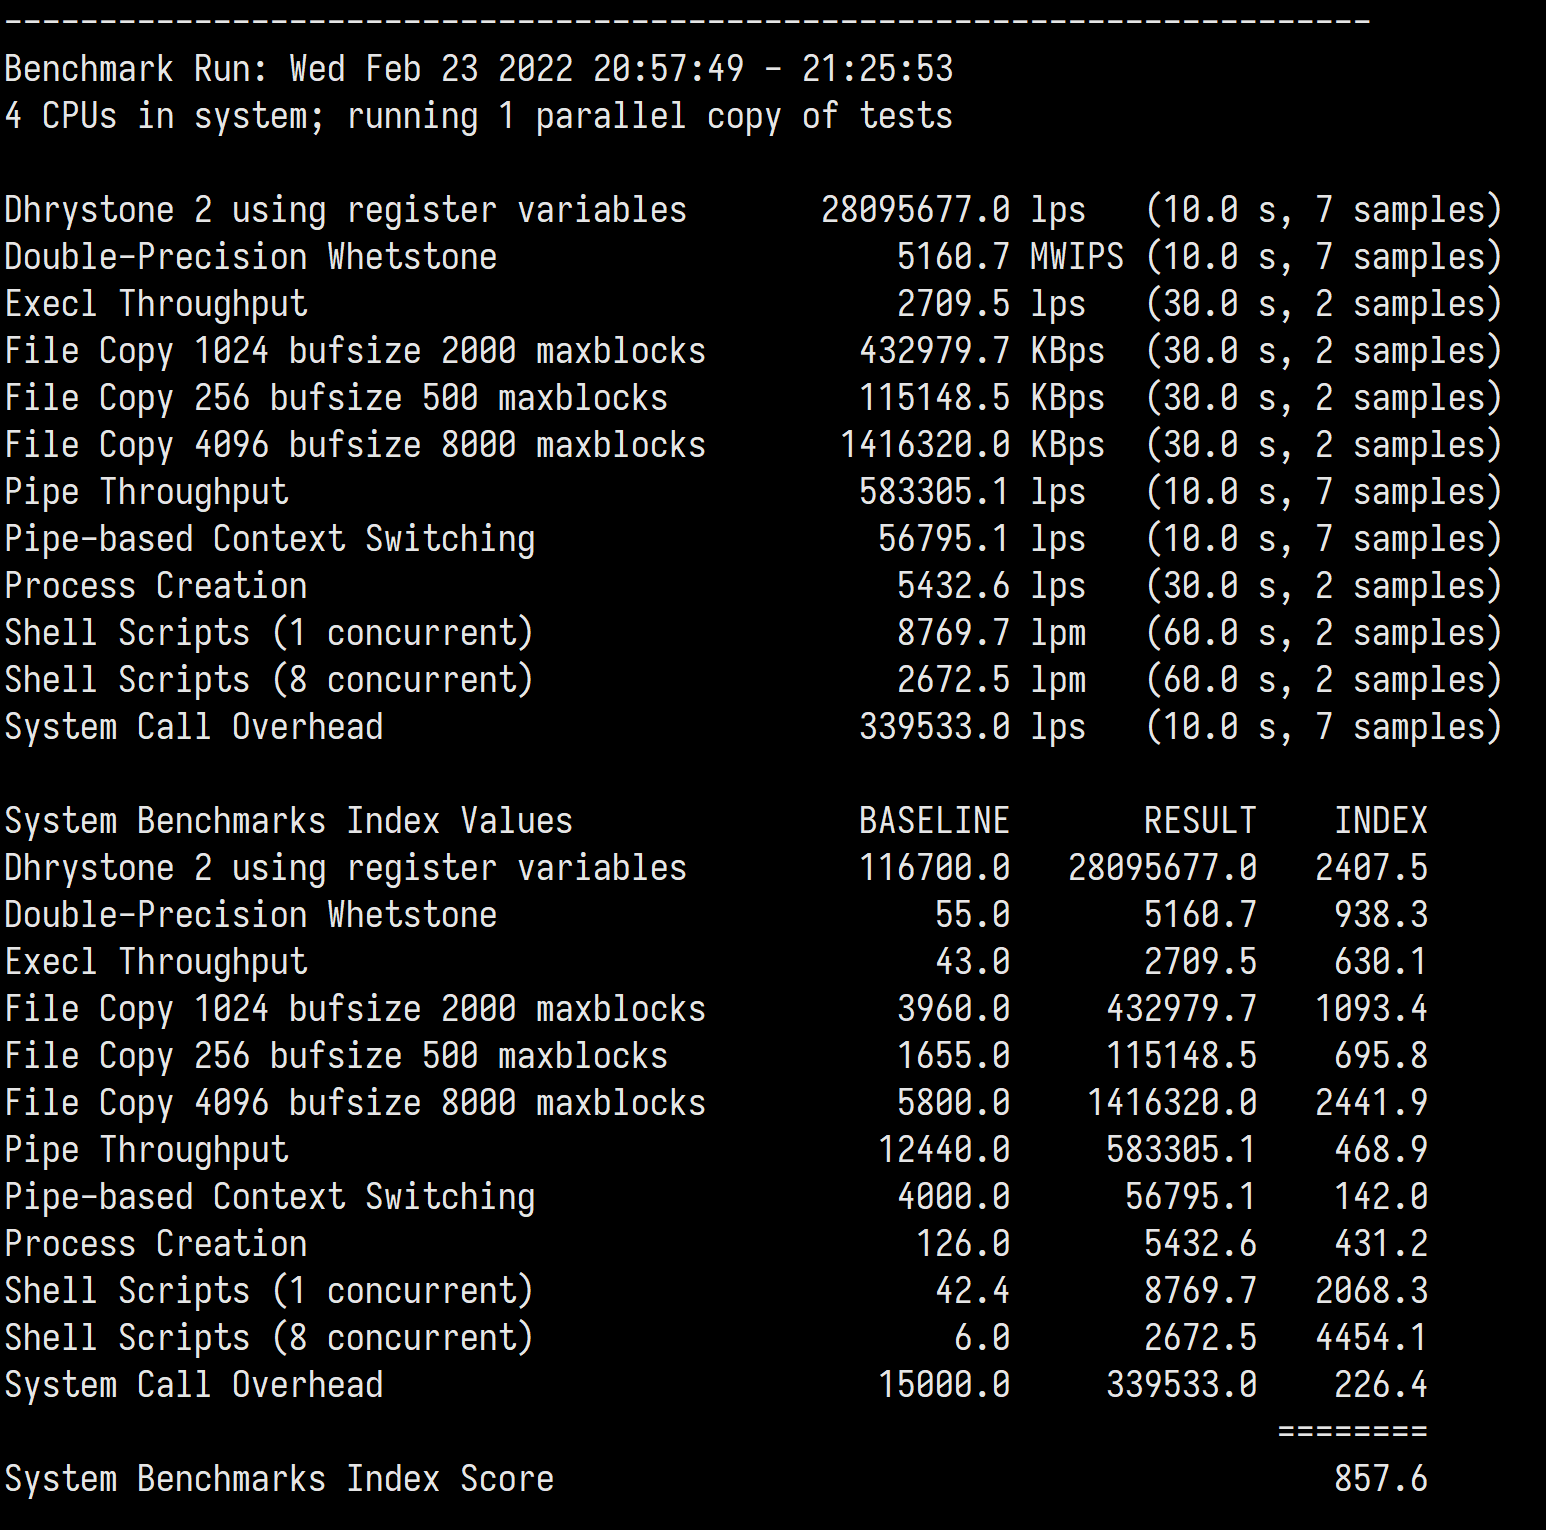 ------------------------------------------------------------------------
Benchmark Run: Wed Feb 23 2022 20:57:49 - 21:25:53
4 CPUs in system; running 1 parallel copy of tests

Dhrystone 2 using register variables       28095677.0 lps   (10.0 s, 7 samples)
Double-Precision Whetstone                     5160.7 MWIPS (10.0 s, 7 samples)
Execl Throughput                               2709.5 lps   (30.0 s, 2 samples)
File Copy 1024 bufsize 2000 maxblocks        432979.7 KBps  (30.0 s, 2 samples)
File Copy 256 bufsize 500 maxblocks          115148.5 KBps  (30.0 s, 2 samples)
File Copy 4096 bufsize 8000 maxblocks       1416320.0 KBps  (30.0 s, 2 samples)
Pipe Throughput                              583305.1 lps   (10.0 s, 7 samples)
Pipe-based Context Switching                  56795.1 lps   (10.0 s, 7 samples)
Process Creation                               5432.6 lps   (30.0 s, 2 samples)
Shell Scripts (1 concurrent)                   8769.7 lpm   (60.0 s, 2 samples)
Shell Scripts (8 concurrent)                   2672.5 lpm   (60.0 s, 2 samples)
System Call Overhead                         339533.0 lps   (10.0 s, 7 samples)

System Benchmarks Index Values               BASELINE       RESULT    INDEX
Dhrystone 2 using register variables         116700.0   28095677.0   2407.5
Double-Precision Whetstone                       55.0       5160.7    938.3
Execl Throughput                                 43.0       2709.5    630.1
File Copy 1024 bufsize 2000 maxblocks          3960.0     432979.7   1093.4
File Copy 256 bufsize 500 maxblocks            1655.0     115148.5    695.8
File Copy 4096 bufsize 8000 maxblocks          5800.0    1416320.0   2441.9
Pipe Throughput                               12440.0     583305.1    468.9
Pipe-based Context Switching                   4000.0      56795.1    142.0
Process Creation                                126.0       5432.6    431.2
Shell Scripts (1 concurrent)                     42.4       8769.7   2068.3
Shell Scripts (8 concurrent)                      6.0       2672.5   4454.1
System Call Overhead                          15000.0     339533.0    226.4
                                                                   ========
System Benchmarks Index Score                                         857.6